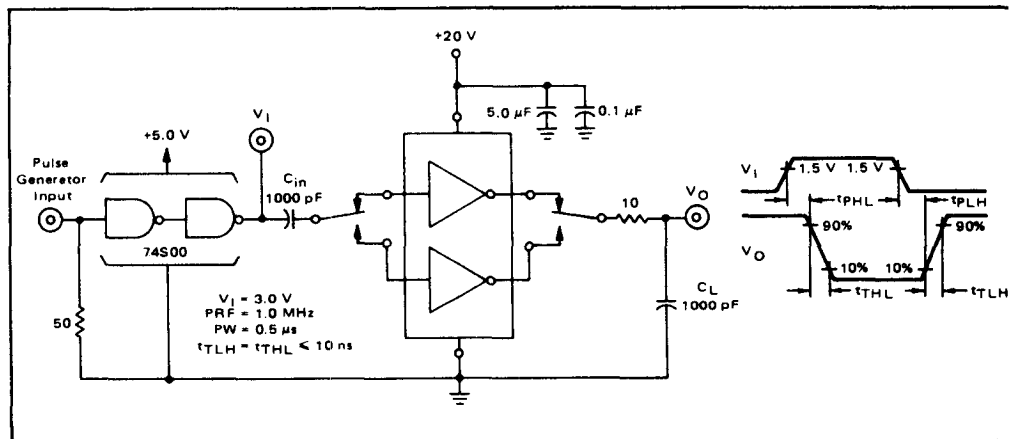 +20 V
5.0 µF
0.1 µF
V_I
+5.0 V
Pulse
Generator
Input
C_in
1000 pF
74S00
50
V_I = 3.0 V
PRF = 1.0 MHz
PW = 0.5 µs
t_TLH = t_THL ≤ 10 ns
10
V_O
C_L
1000 pF
V_I
1.5 V 1.5 V
t_PHL
t_PLH
90%
90%
V_O
10%
10%
t_THL
t_TLH